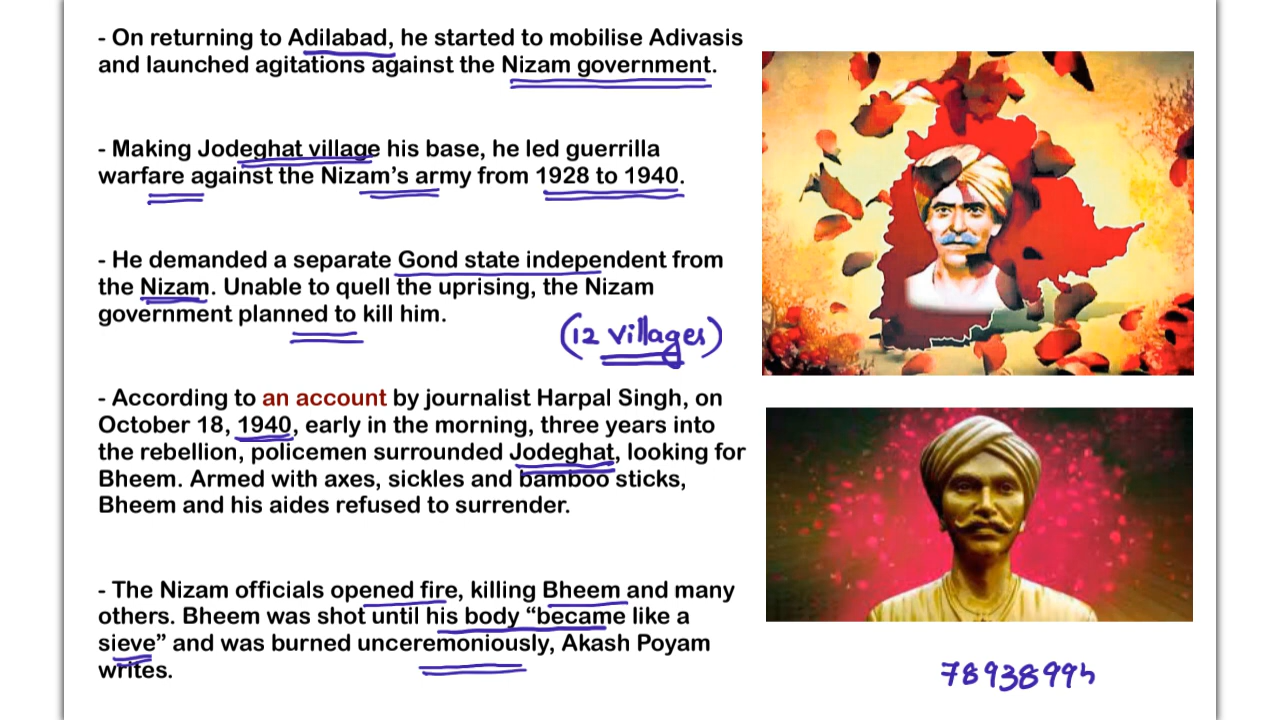 - On returning to Adilabad, he started to mobilise Adivasis
and launched agitations against the Nizam government.
- Making Jodeghat village his base, he led guerrilla
warfare against the Nizam's army from 1928 to 1940.
- He demanded a separate Gond state independent from
the Nizam. Unable to quell the uprising, the Nizam
government planned to kill him.
(12 villages)
- According to an account by journalist Harpal Singh, on
October 18, 1940, early in the morning, three years into
the rebellion, policemen surrounded Jodeghat, looking for
Bheem. Armed with axes, sickles and bamboo sticks,
Bheem and his aides refused to surrender.
- The Nizam officials opened fire, killing Bheem and many
others. Bheem was shot until his body “became like a
sieve” and was burned unceremoniously, Akash Poyam
writes.